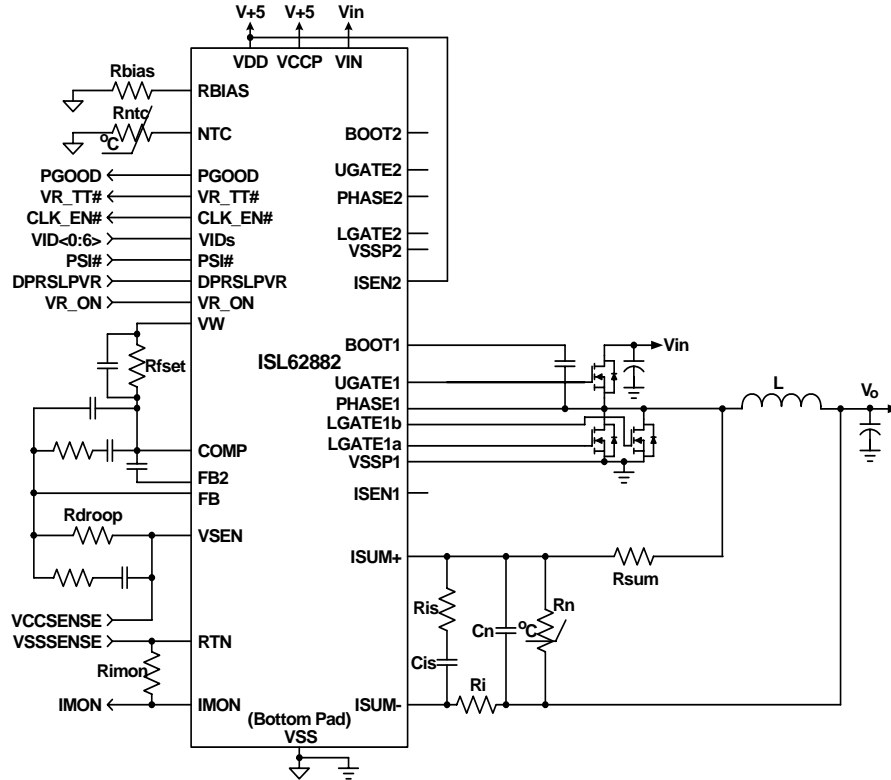 V+5 V+5 Vin
VDD VCCP VIN
Rbias
RBIAS
Rntc
°C
NTC
BOOT2
PGOOD PGOOD
UGATE2
VR_TT# VR_TT#
PHASE2
CLK_EN# CLK_EN#
VID<0:6> VIDs
LGATE2
VSSP2
PSI# PSI#
DPRSLPVR DPRSLPVR
ISEN2
VR_ON VR_ON
VW
BOOT1
Vin
ISL62882
Rfset
UGATE1
L
Vo
PHASE1
LGATE1b
LGATE1a
COMP
VSSP1
FB2
FB
ISEN1
Rdroop
VSEN
ISUM+
Rsum
Ris
Cn
°C
Rn
VCCSENSE
VSSSENSE RTN
Cis
Rimon
Ri
IMON IMON
ISUM-
(Bottom Pad)
VSS